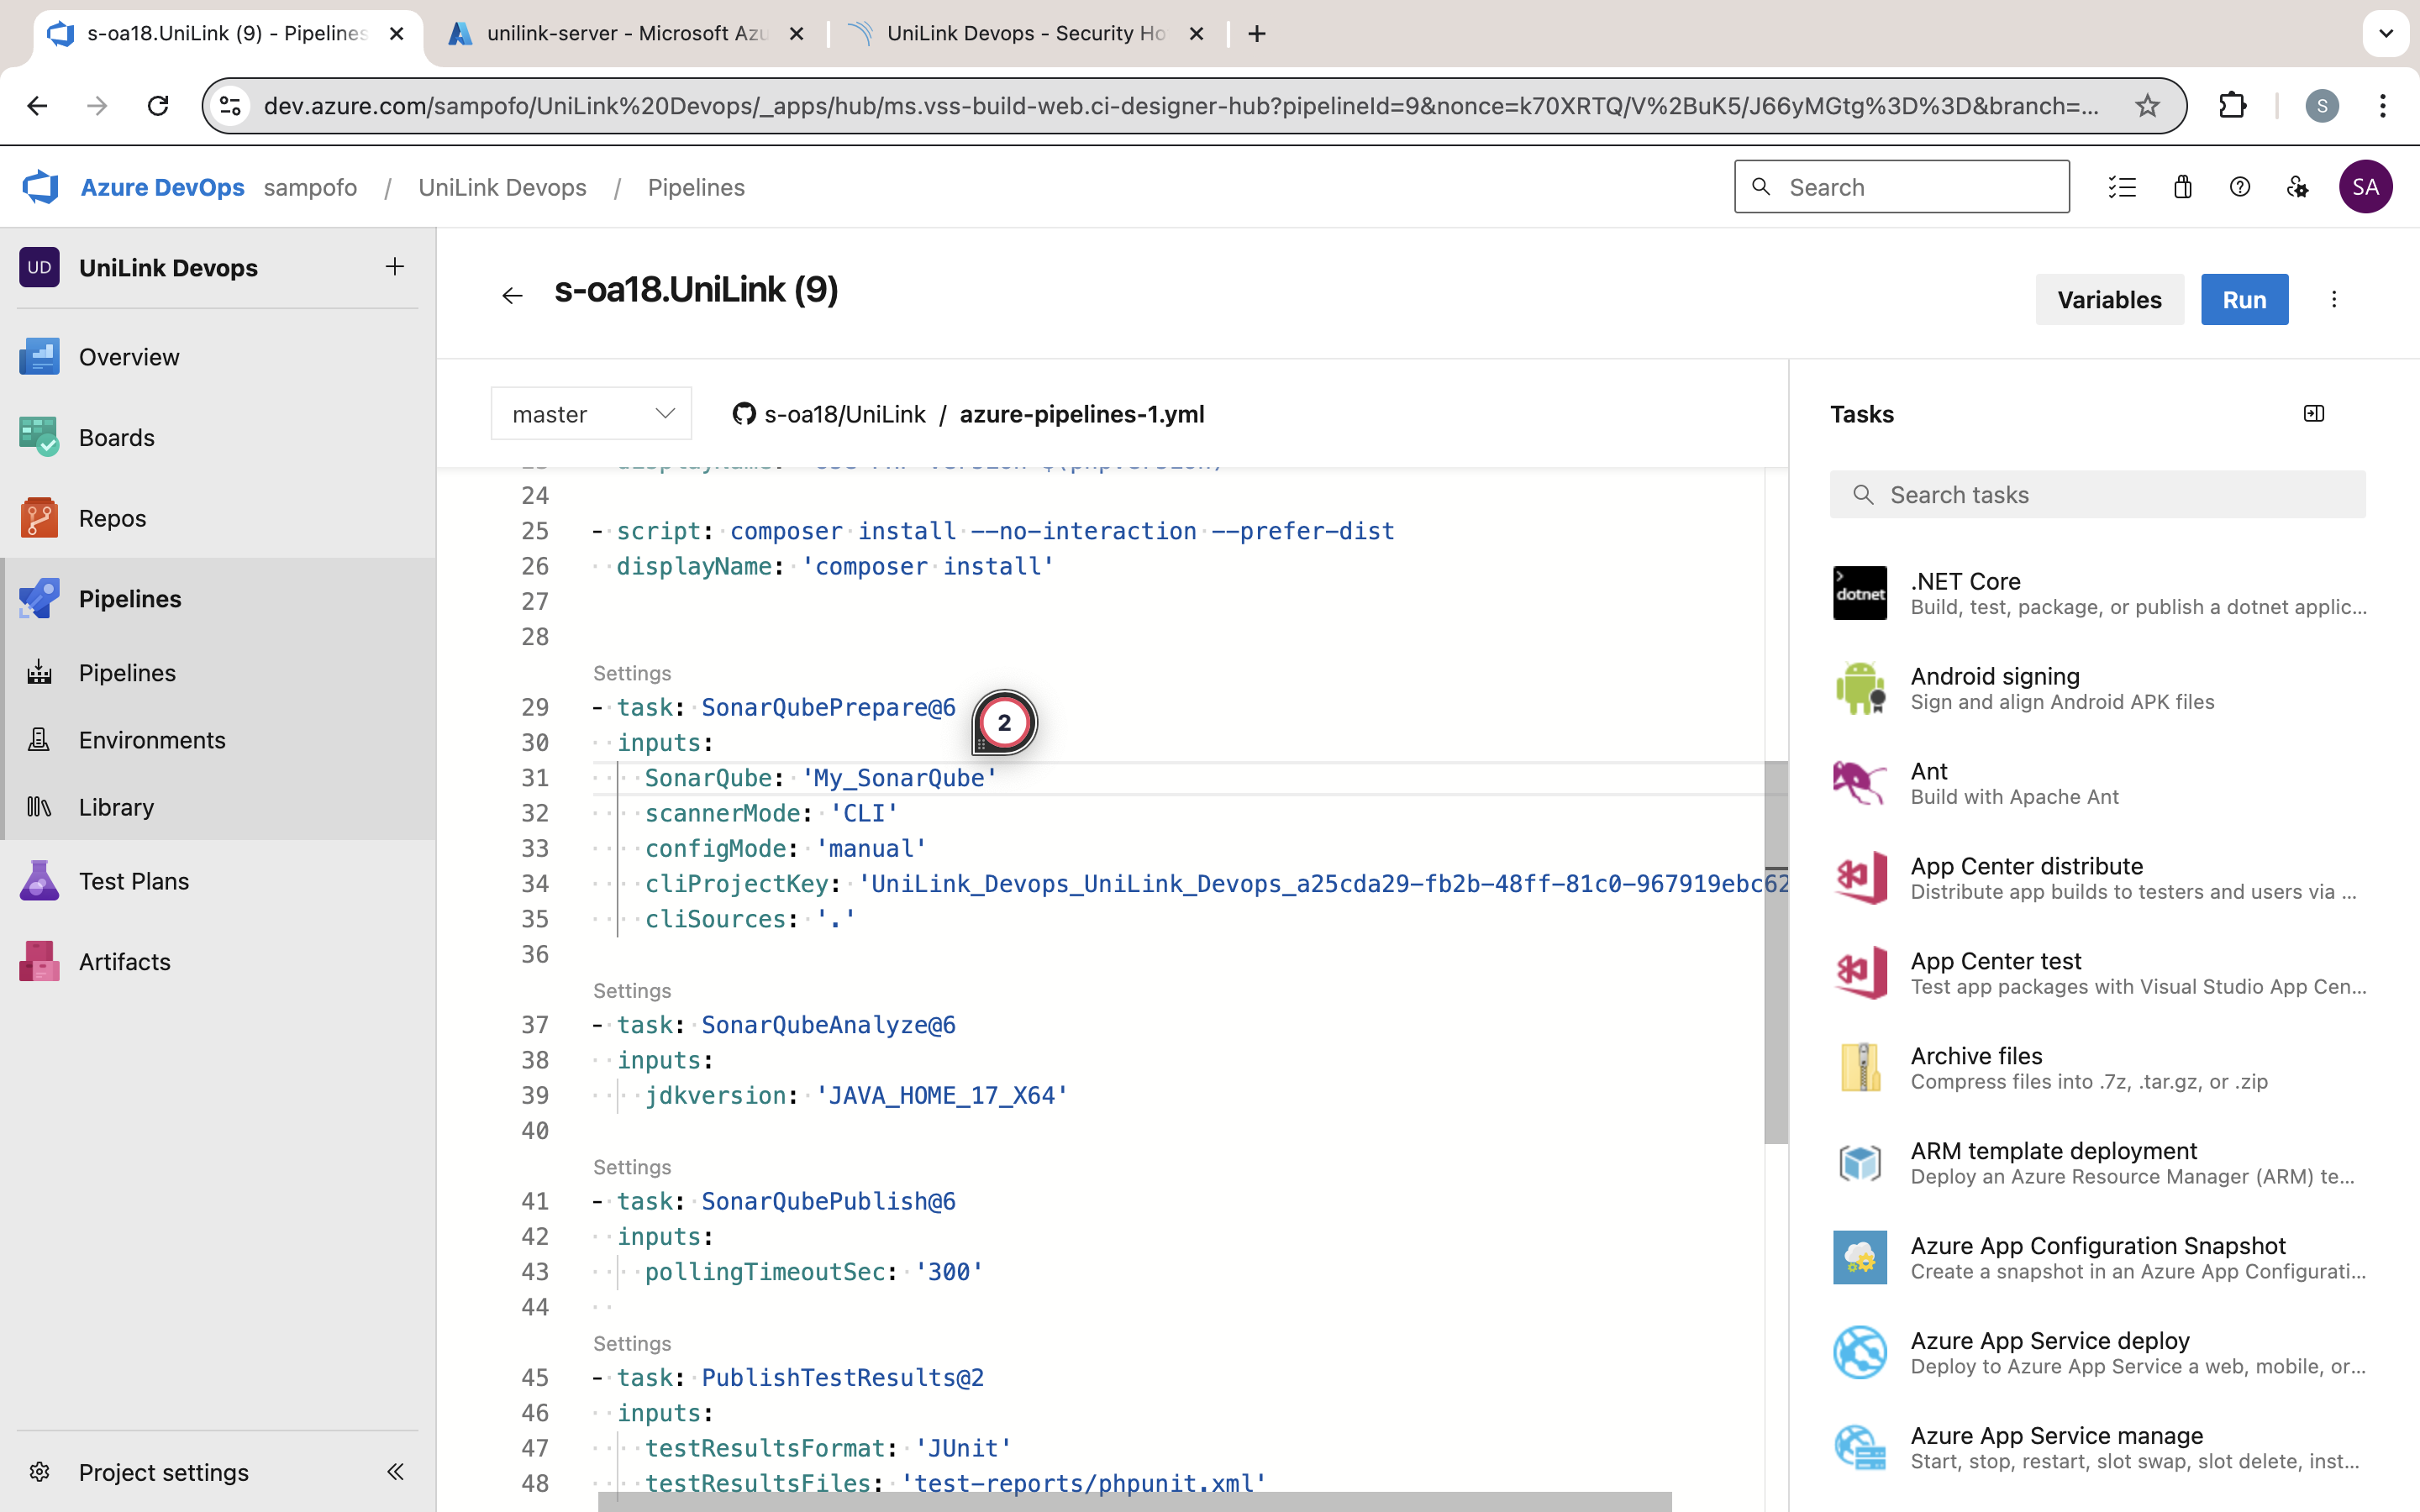 s-oa18.UniLink (9) - Pipelines
unilink-server - Microsoft Azu
UniLink Devops - Security Ho
dev.azure.com/sampofo/UniLink%20Devops/_apps/hub/ms.vss-build-web.ci-designer-hub?pipelineId=9&nonce=k70XRTQ/V%2BuK5/J66yMGtg%3D%3D&branch=...
S
Azure DevOps sampofo / UniLink Devops / Pipelines
Search
SA
UD UniLink Devops
Overview
Boards
Repos
Pipelines
Pipelines
Environments
Library
Test Plans
Artifacts
Project settings
s-oa18.UniLink (9)
Variables
Run
master
s-oa18/UniLink / azure-pipelines-1.yml
24
25 - script: composer install --no-interaction --prefer-dist
26 displayName: 'composer install'
27
28
Settings
29 - task: SonarQubePrepare@6
2
30 inputs:
31 SonarQube: 'My_SonarQube'
32 scannerMode: 'CLI'
33 configMode: 'manual'
34 cliProjectKey: 'UniLink_Devops_UniLink_Devops_a25cda29-fb2b-48ff-81c0-967919ebc62
35 cliSources: '.'
36
Settings
37 - task: SonarQubeAnalyze@6
38 inputs:
39 jdkversion: 'JAVA_HOME_17_X64'
40
Settings
41 - task: SonarQubePublish@6
42 inputs:
43 pollingTimeoutSec: '300'
44
Settings
45 - task: PublishTestResults@2
46 inputs:
47 testResultsFormat: 'JUnit'
48 testResultsFiles: 'test-reports/phpunit.xml'
Tasks
Search tasks
dotnet
.NET Core
Build, test, package, or publish a dotnet applic...
Android signing
Sign and align Android APK files
Ant
Build with Apache Ant
App Center distribute
Distribute app builds to testers and users via ...
App Center test
Test app packages with Visual Studio App Cen...
Archive files
Compress files into .7z, .tar.gz, or .zip
ARM template deployment
Deploy an Azure Resource Manager (ARM) te...
Azure App Configuration Snapshot
Create a snapshot in an Azure App Configurati...
Azure App Service deploy
Deploy to Azure App Service a web, mobile, or...
Azure App Service manage
Start, stop, restart, slot swap, slot delete, inst...